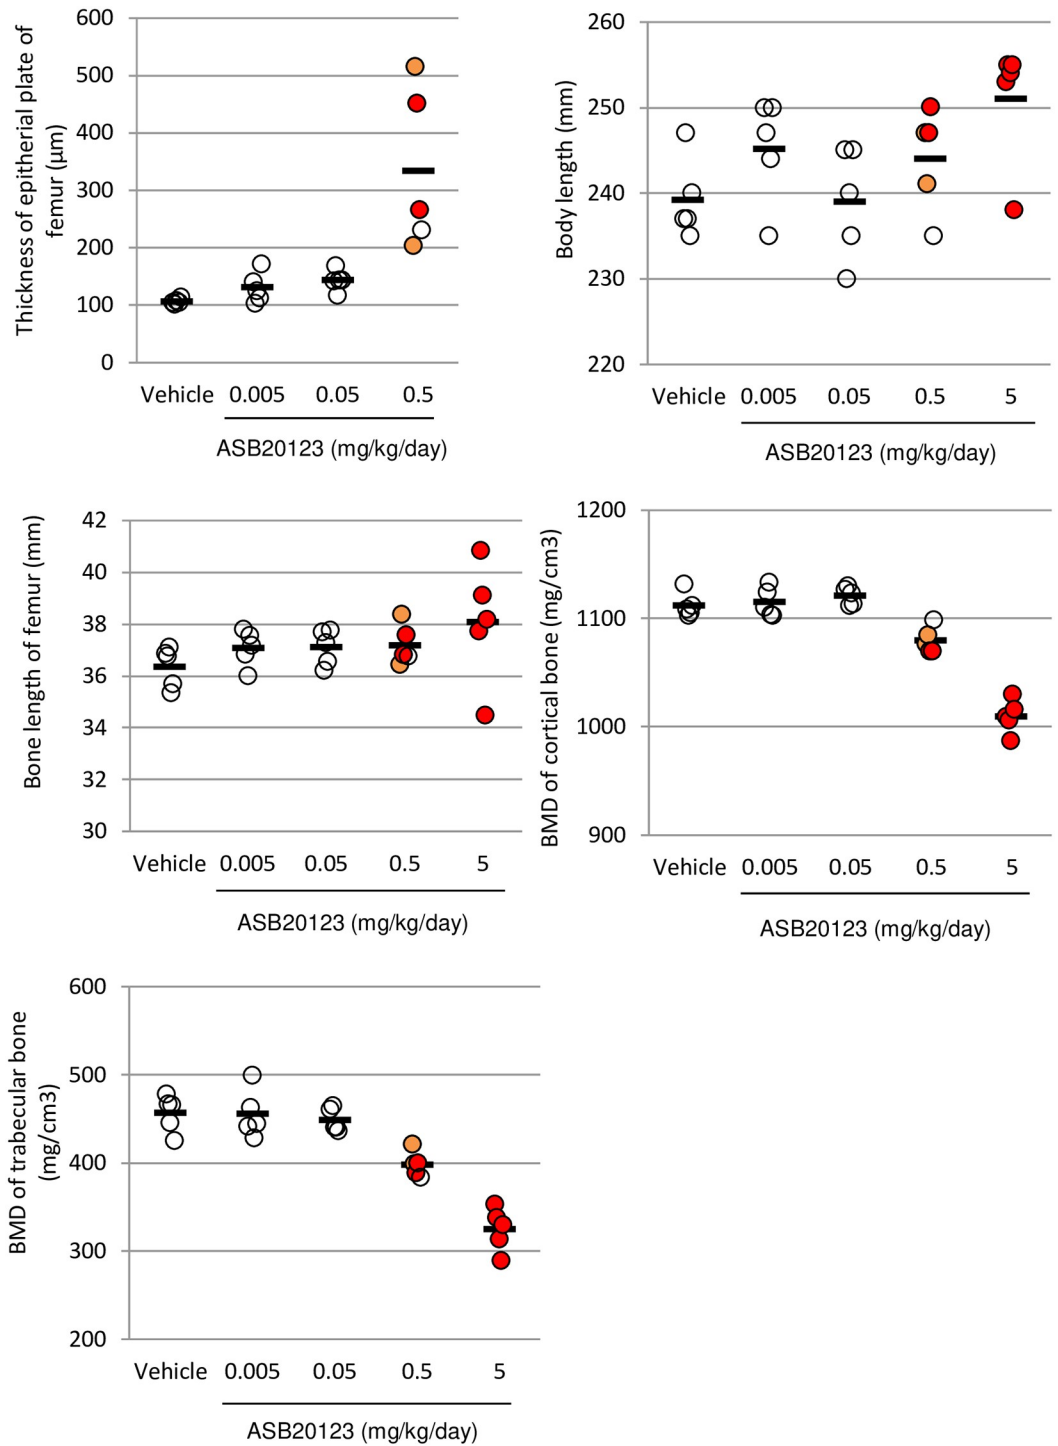 Thickness of epitherial plate of
femur (µm)
600
500
400
300
200
100
0
Vehicle 0.005 0.05 0.5
ASB20123 (mg/kg/day)
Body length (mm)
260
250
240
230
220
Vehicle 0.005 0.05 0.5 5
ASB20123 (mg/kg/day)
Bone length of femur (mm)
42
40
38
36
34
32
30
Vehicle 0.005 0.05 0.5 5
ASB20123 (mg/kg/day)
BMD of cortical bone (mg/cm3)
1200
1100
1000
900
Vehicle 0.005 0.05 0.5 5
ASB20123 (mg/kg/day)
BMD of trabecular bone
(mg/cm3)
600
500
400
300
200
Vehicle 0.005 0.05 0.5 5
ASB20123 (mg/kg/day)